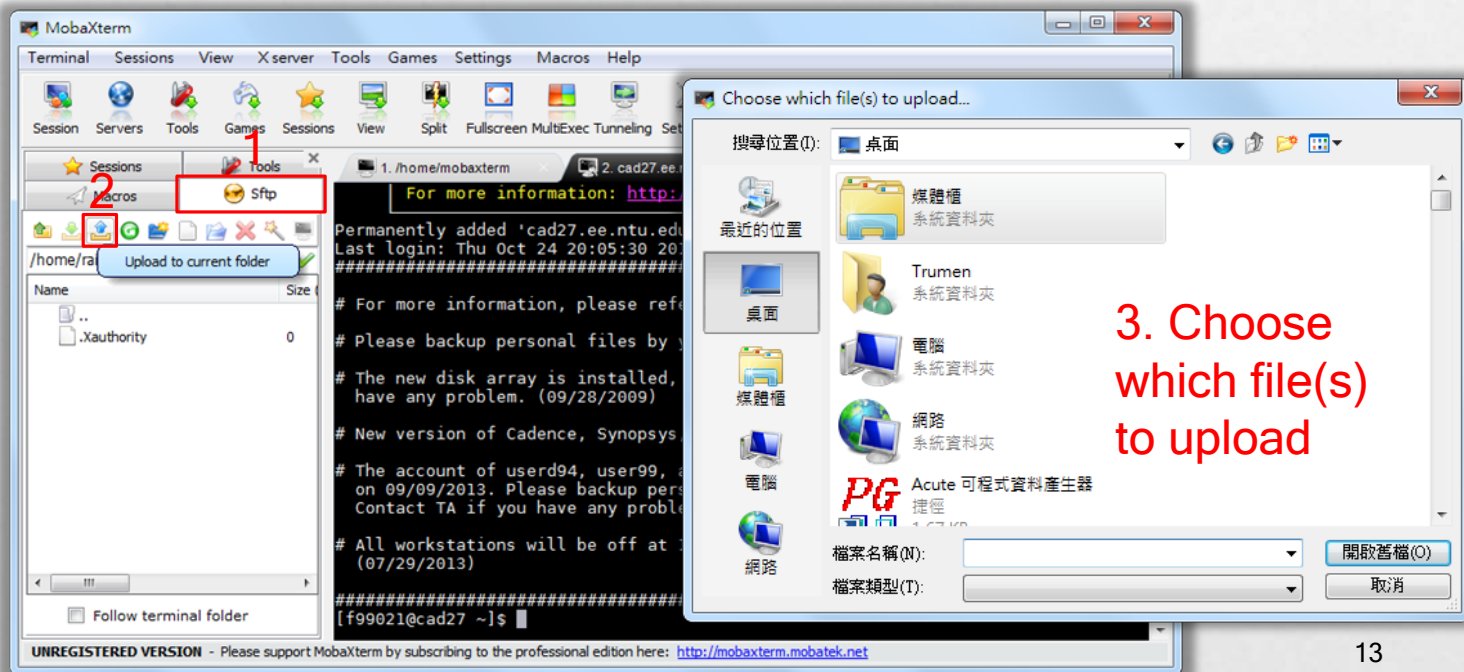 MobaXterm
Terminal Sessions View X server Tools Games Settings Macros Help
Session Servers Tools Games Sessions View Split Fullscreen MultiExec Tunneling
1
Sessions Tools
2
Macros Sftp
1. /home/mobaxterm
2. cad27.ee.
Upload to current folder
Name Size
..
.Xauthority 0
Follow terminal folder
For more information: http:/
Permanently added 'cad27.ee.ntu.edu
Last login: Thu Oct 24 20:05:30 20
########################################
# For more information, please refe
# Please backup personal files by
# The new disk array is installed,
have any problem. (09/28/2009)
# New version of Cadence, Synopsys
# The account of userd94, user99,
on 09/09/2013. Please backup pers
Contact TA if you have any proble
# All workstations will be off at
(07/29/2013)
########################################
[f99021@cad27 ~]$
UNREGISTERED VERSION - Please support MobaXterm by subscribing to the professional edition here: http://mobaxterm.mobatek.net
Choose which file(s) to upload...
搜尋位置(I): 桌面
最近的位置
桌面
媒體櫃
電腦
網路
媒體櫃
系統資料夾
Trumen
系統資料夾
電腦
系統資料夾
網路
系統資料夾
PG
Acute 可程式資料產生器
捷徑
1.67 KB
檔案名稱(N):
開啟舊檔(O)
檔案類型(T):
取消
3. Choose
which file(s)
to upload
13